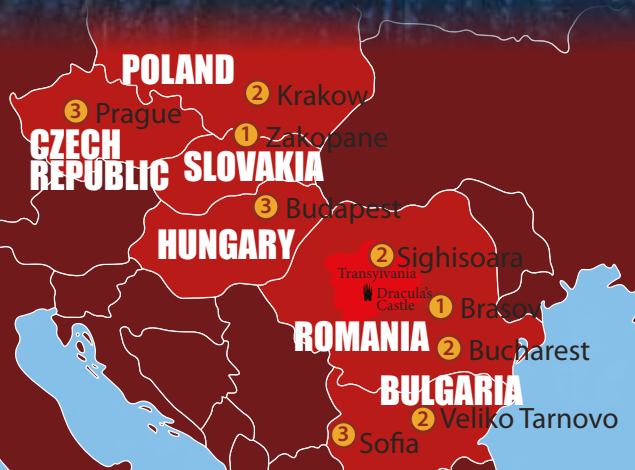 POLAND
2 Krakow
3 Prague
1 Zakopane
CZECH
REPUBLIC
SLOVAKIA
3 Budapest
HUNGARY
2 Sighisoara
Transylvania
Dracula's
Castle
1 Brasov
ROMANIA
2 Bucharest
BULGARIA
2 Veliko Tarnovo
3 Sofia